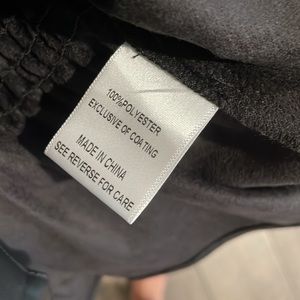 100%POLYESTER
EXCLUSIVE OF COATING
MADE IN CHINA
SEE REVERSE FOR CARE